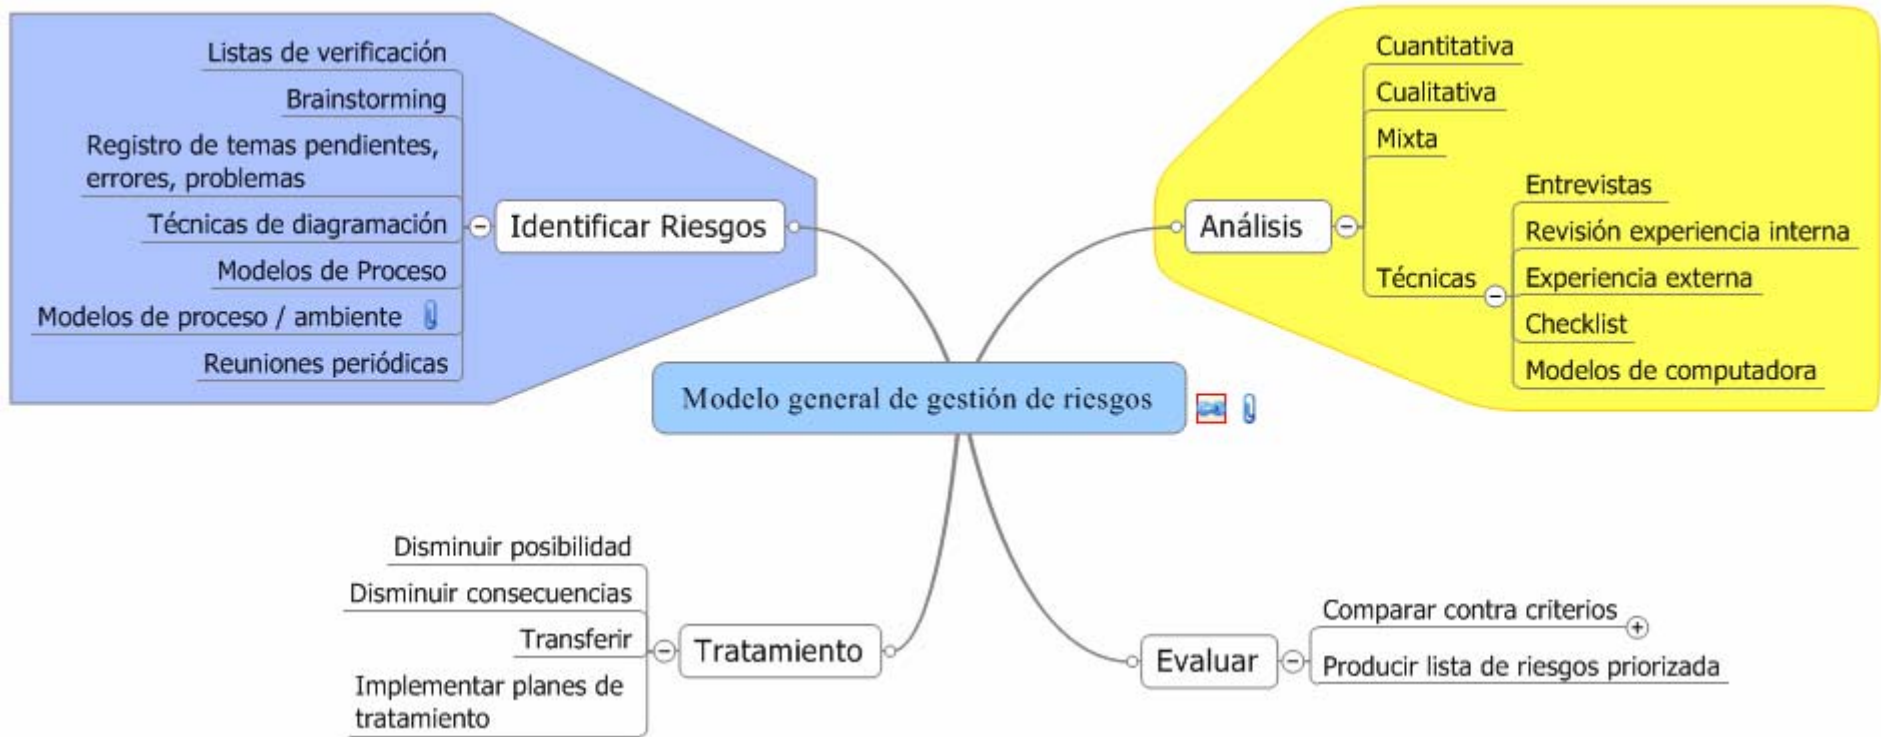 Listas de verificación
Brainstorming
Registro de temas pendientes,
errores, problemas
Técnicas de diagramación
Modelos de Proceso
Modelos de proceso / ambiente
Reuniones periódicas
Identificar Riesgos
Análisis
Cuantitativa
Cualitativa
Mixta
Técnicas
Entrevistas
Revisión experiencia interna
Experiencia externa
Checklist
Modelos de computadora
Modelo general de gestión de riesgos
Disminuir posibilidad
Disminuir consecuencias
Transferir
Implementar planes de
tratamiento
Tratamiento
Evaluar
Comparar contra criterios
Producir lista de riesgos priorizada